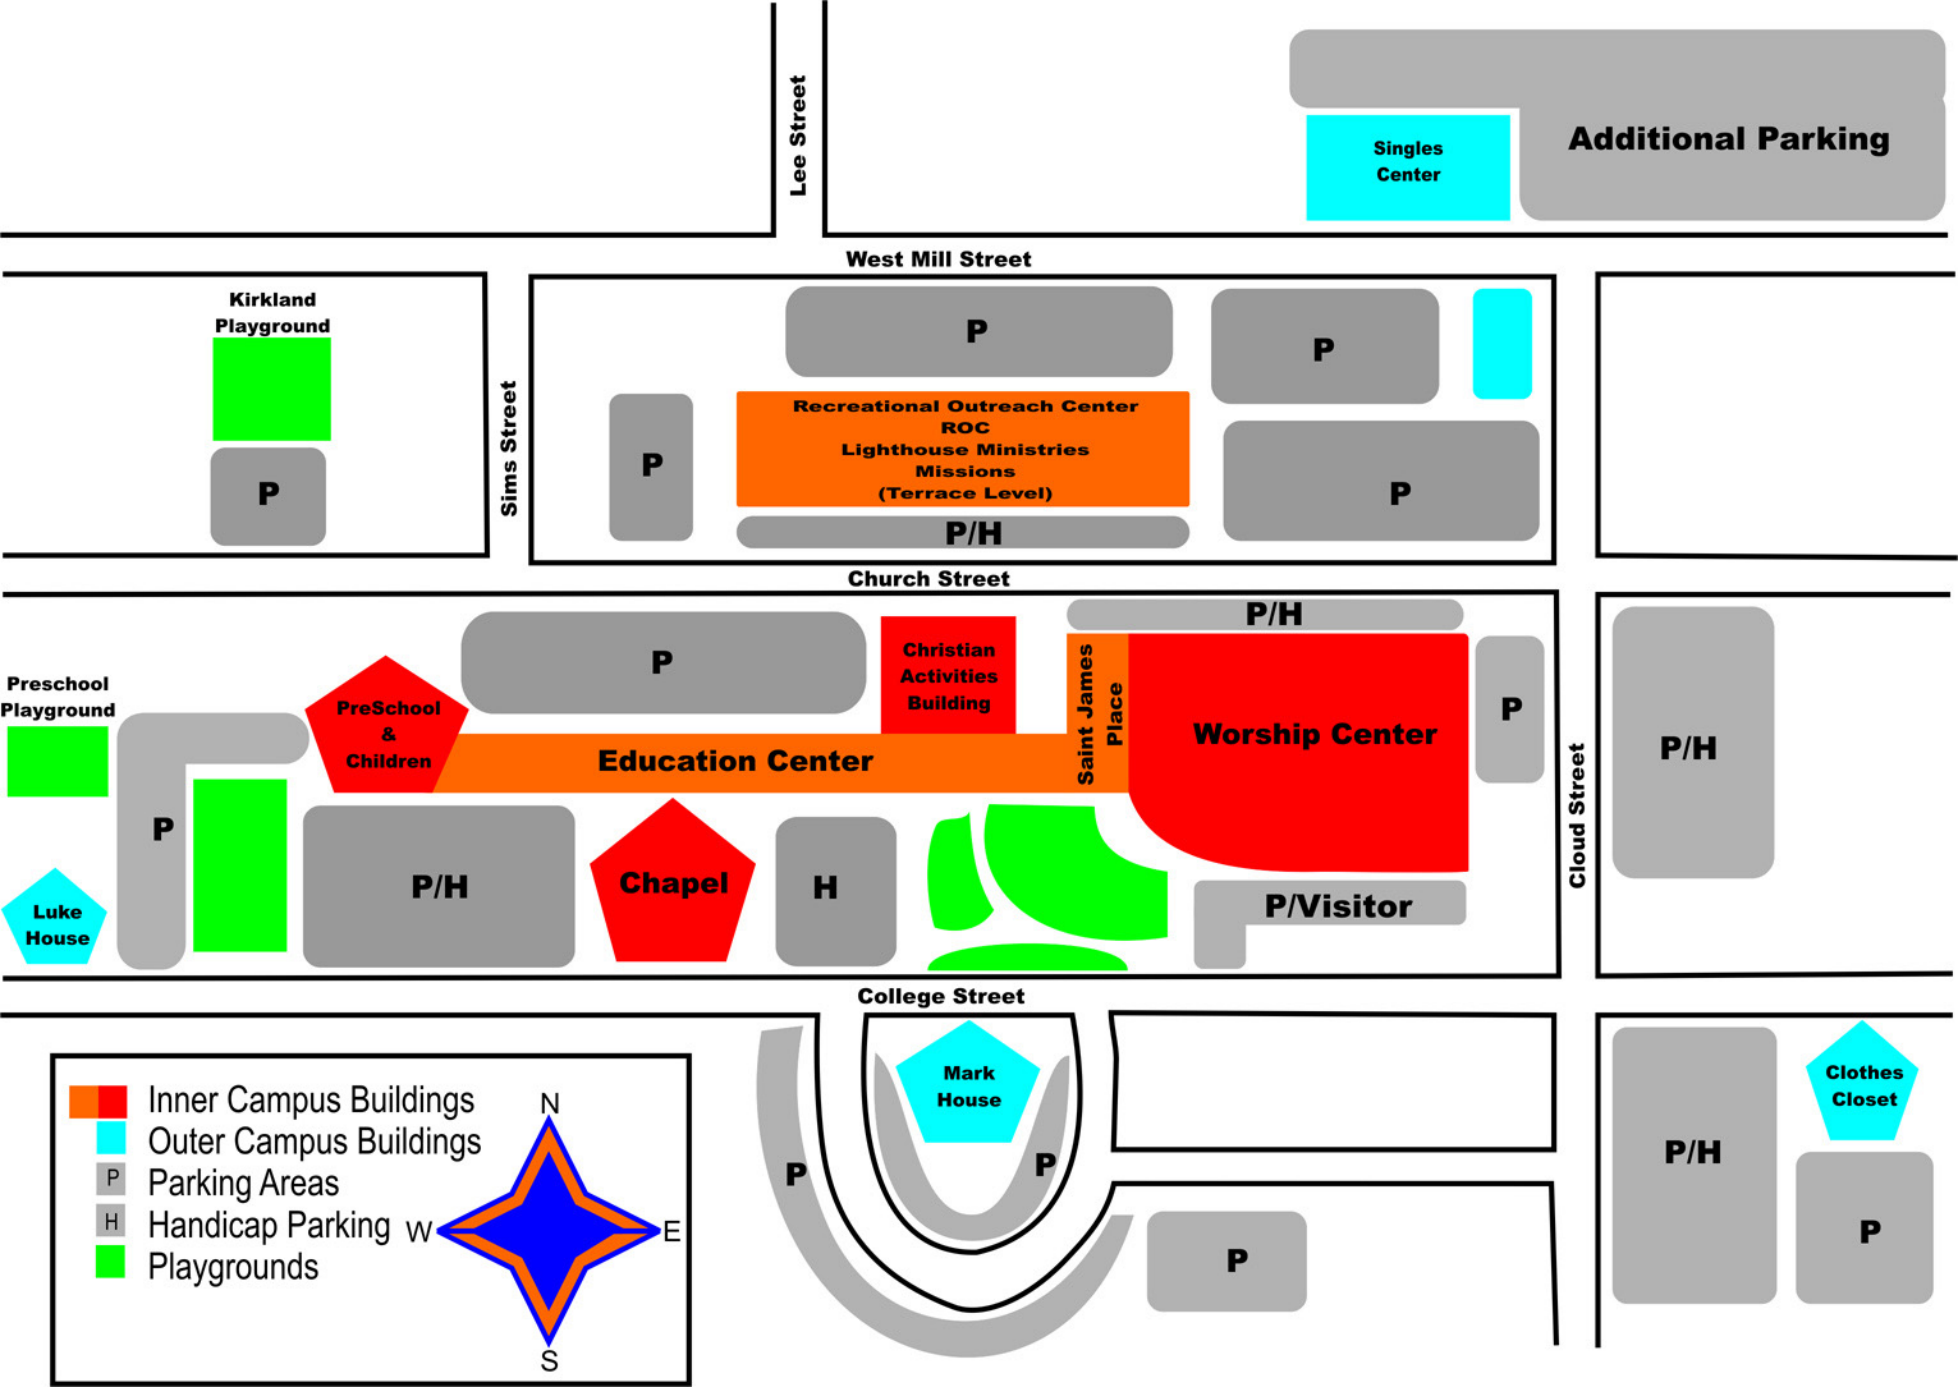 Lee Street
Additional Parking
Singles
Center
West Mill Street
Kirkland
Playground
P
Sims Street
P
P
P
Recreational Outreach Center
ROC
Lighthouse Ministries
Missions
(Terrace Level)
P/H
P
Church Street
P/H
P
Christian
Activities
Building
Saint James
Place
Worship Center
P
P/H
Cloud Street
Preschool
Playground
PreSchool
&
Children
Education Center
P
P/H
Chapel
H
P/Visitor
Luke
House
College Street
Mark
House
P
P
P
P/H
Clothes
Closet
P
Inner Campus Buildings
Outer Campus Buildings
P Parking Areas
H Handicap Parking
Playgrounds
N
W
E
S